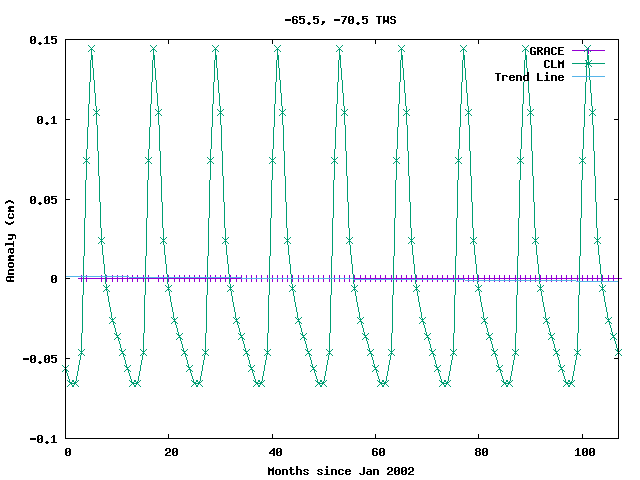 -65.5, -70.5 TWS
GRACE
CLM
Trend Line
0.15
0.1
0.05
0
-0.05
-0.1
Anomaly (cm)
0 20 40 60 80 100
Months since Jan 2002